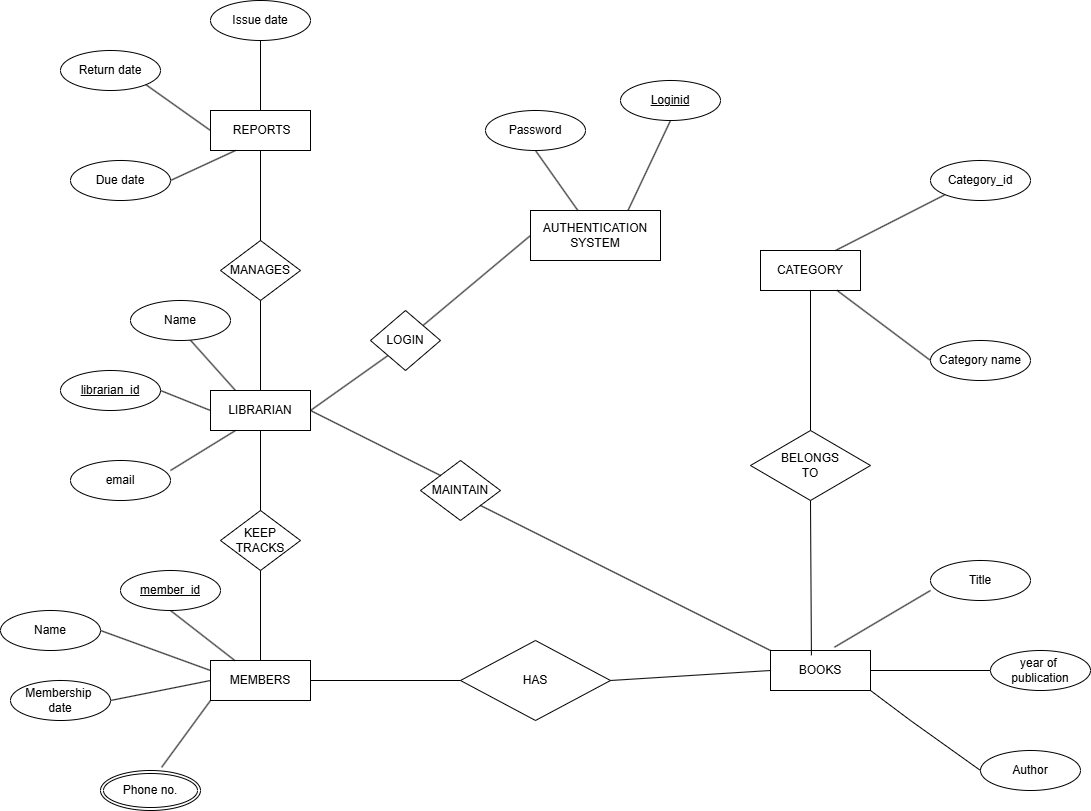 Issue date
Return date
REPORTS
Due date
Password
Loginid
AUTHENTICATION
SYSTEM
Category_id
CATEGORY
Category name
MANAGES
Name
LOGIN
librarian_id
LIBRARIAN
email
MAINTAIN
BELONGS
TO
KEEP
TRACKS
member_id
Name
Membership
date
MEMBERS
Phone no.
HAS
Title
BOOKS
year of
publication
Author